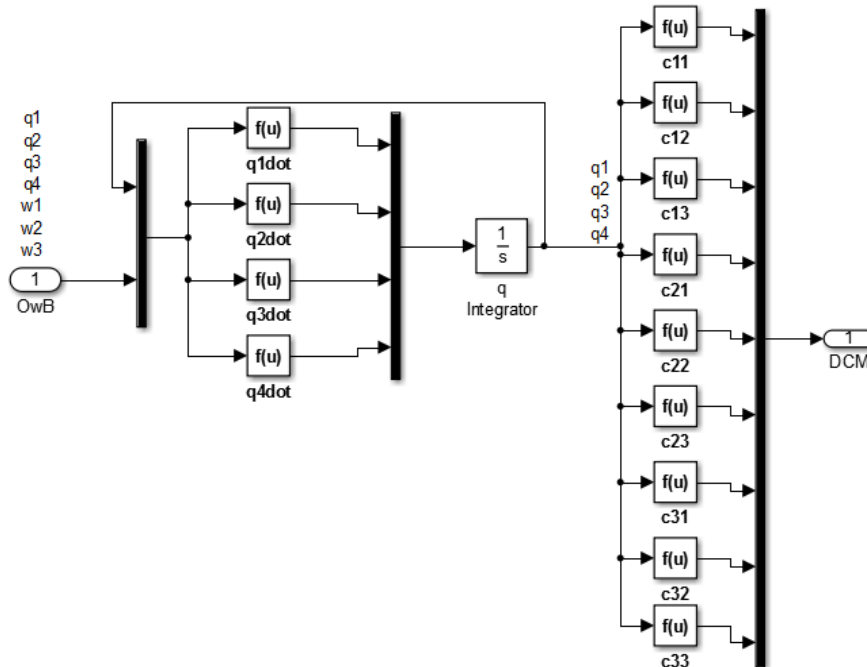 q1
q2
q3
q4
w1
w2
w3
1
OwB
f(u)
q1dot
f(u)
q2dot
f(u)
q3dot
f(u)
q4dot
1
s
q
Integrator
q1
q2
q3
q4
f(u)
c11
f(u)
c12
f(u)
c13
f(u)
c21
f(u)
c22
f(u)
c23
f(u)
c31
f(u)
c32
f(u)
c33
1
DCM